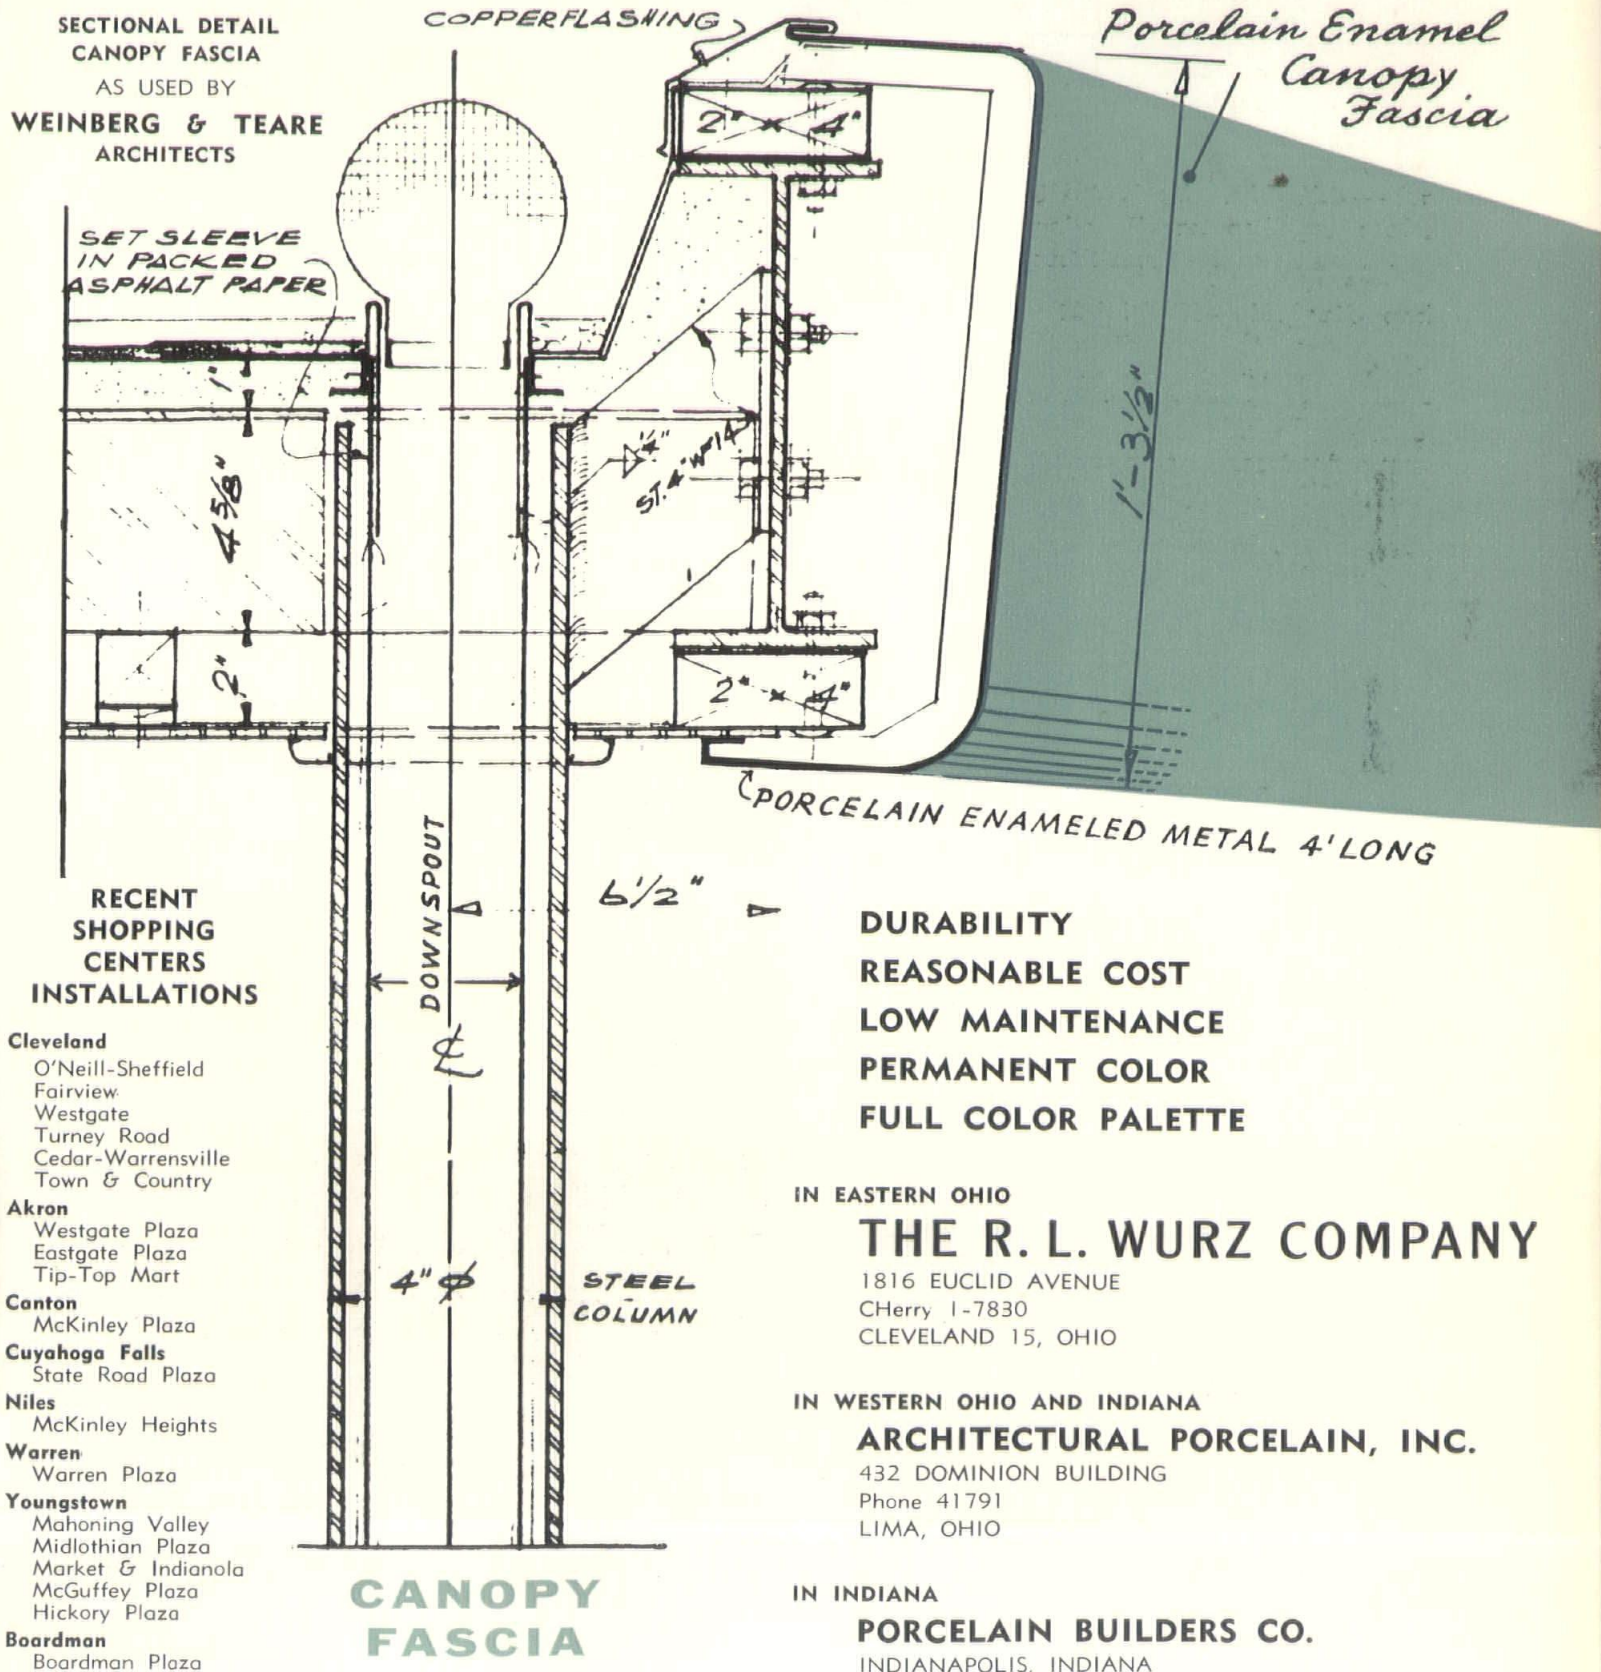 SECTIONAL DETAIL
CANOPY FASCIA
AS USED BY
WEINBERG & TEARE
ARCHITECTS
COPPER FLASHING
Porcelain Enamel
Canopy
Fascia
2" x 4"
SET SLEEVE
IN PACKED
ASPHALT PAPER
1"
4 5/8"
2"
1/4"
ST. 4" W 14
1'-3 1/2"
2" x 4"
PORCELAIN ENAMELED METAL 4' LONG
DOWNSPOUT
6 1/2"
℄
4" ⌀
STEEL
COLUMN
RECENT
SHOPPING
CENTERS
INSTALLATIONS
Cleveland
O'Neill-Sheffield
Fairview
Westgate
Turney Road
Cedar-Warrensville
Town & Country
Akron
Westgate Plaza
Eastgate Plaza
Tip-Top Mart
Canton
McKinley Plaza
Cuyahoga Falls
State Road Plaza
Niles
McKinley Heights
Warren
Warren Plaza
Youngstown
Mahoning Valley
Midlothian Plaza
Market & Indianola
McGuffey Plaza
Hickory Plaza
Boardman
Boardman Plaza
CANOPY
FASCIA
DURABILITY
REASONABLE COST
LOW MAINTENANCE
PERMANENT COLOR
FULL COLOR PALETTE
IN EASTERN OHIO
THE R. L. WURZ COMPANY
1816 EUCLID AVENUE
CHerry 1-7830
CLEVELAND 15, OHIO
IN WESTERN OHIO AND INDIANA
ARCHITECTURAL PORCELAIN, INC.
432 DOMINION BUILDING
Phone 41791
LIMA, OHIO
IN INDIANA
PORCELAIN BUILDERS CO.
INDIANAPOLIS, INDIANA